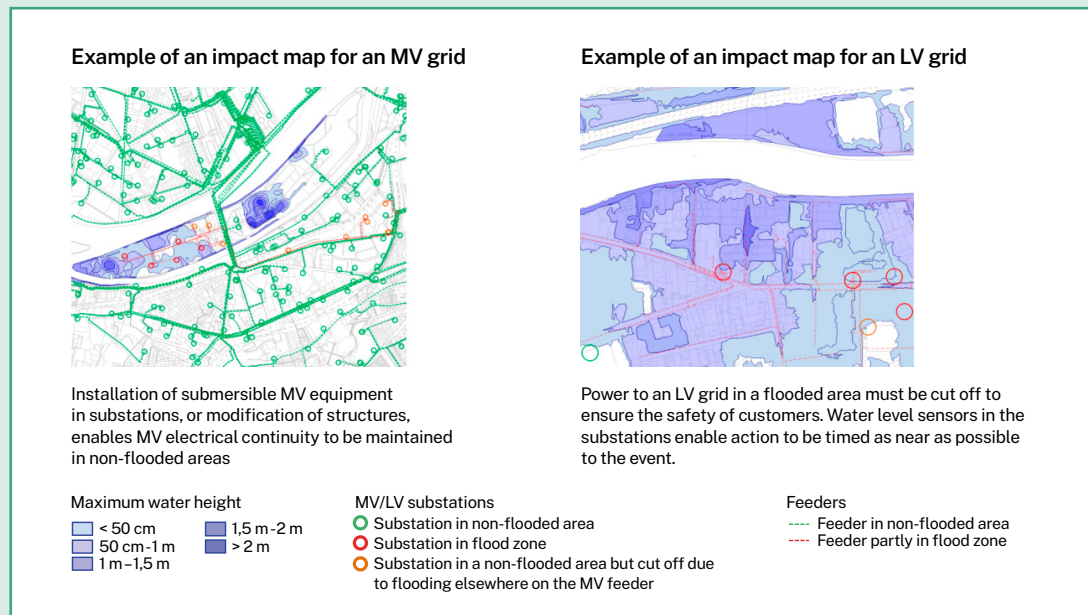 Example of an impact map for an MV grid
Installation of submersible MV equipment
in substations, or modification of structures,
enables MV electrical continuity to be maintained
in non-flooded areas
Example of an impact map for an LV grid
Power to an LV grid in a flooded area must be cut off to
ensure the safety of customers. Water level sensors in the
substations enable action to be timed as near as possible
to the event.
Maximum water height
< 50 cm
50 cm-1 m
1 m–1,5 m
1,5 m-2 m
> 2 m
MV/LV substations
Substation in non-flooded area
Substation in flood zone
Substation in a non-flooded area but cut off due
to flooding elsewhere on the MV feeder
Feeders
Feeder in non-flooded area
Feeder partly in flood zone